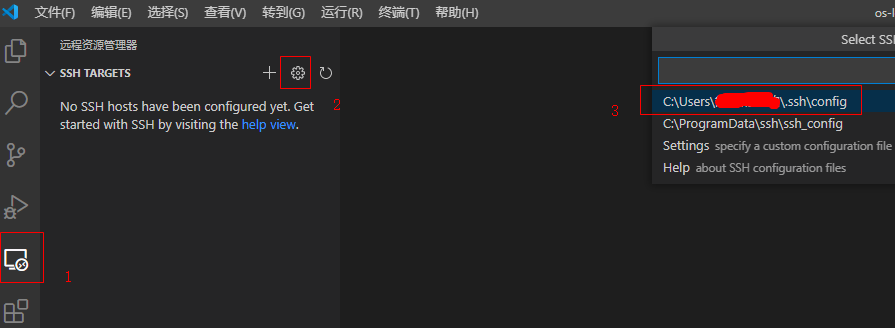 文件(F) 编辑(E) 选择(S) 查看(V) 转到(G) 运行(R) 终端(T) 帮助(H) os-l
远程资源管理器
Select SS
SSH TARGETS
2
No SSH hosts have been configured yet. Get
started with SSH by visiting the help view.
3
C:\Users\ \.ssh\config
C:\ProgramData\ssh\ssh_config
Settings specify a custom configuration file
Help about SSH configuration files
1